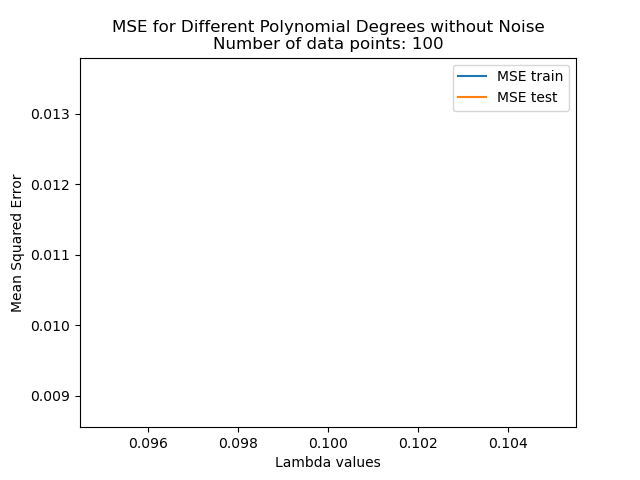 MSE for Different Polynomial Degrees without Noise
Number of data points: 100
MSE train
MSE test
Mean Squared Error
0.013
0.012
0.011
0.010
0.009
0.096 0.098 0.100 0.102 0.104
Lambda values